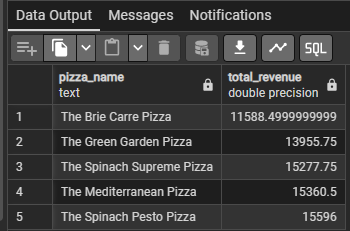 Data Output Messages Notifications
SQL
pizza_name total_revenue
text double precision
1 The Brie Carre Pizza 11588.4999999999
2 The Green Garden Pizza 13955.75
3 The Spinach Supreme Pizza 15277.75
4 The Mediterranean Pizza 15360.5
5 The Spinach Pesto Pizza 15596